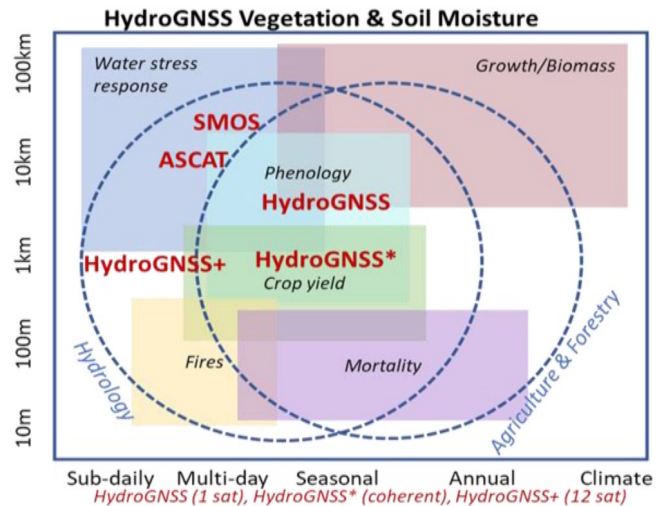 HydroGNSS Vegetation & Soil Moisture
100km
10km
1km
100m
10m
Water stress
response
Growth/Biomass
SMOS
ASCAT
Phenology
HydroGNSS
HydroGNSS+
HydroGNSS*
Crop yield
Fires
Mortality
Hydrology
Agriculture & Forestry
Sub-daily Multi-day Seasonal Annual Climate
HydroGNSS (1 sat), HydroGNSS* (coherent), HydroGNSS+ (12 sat)